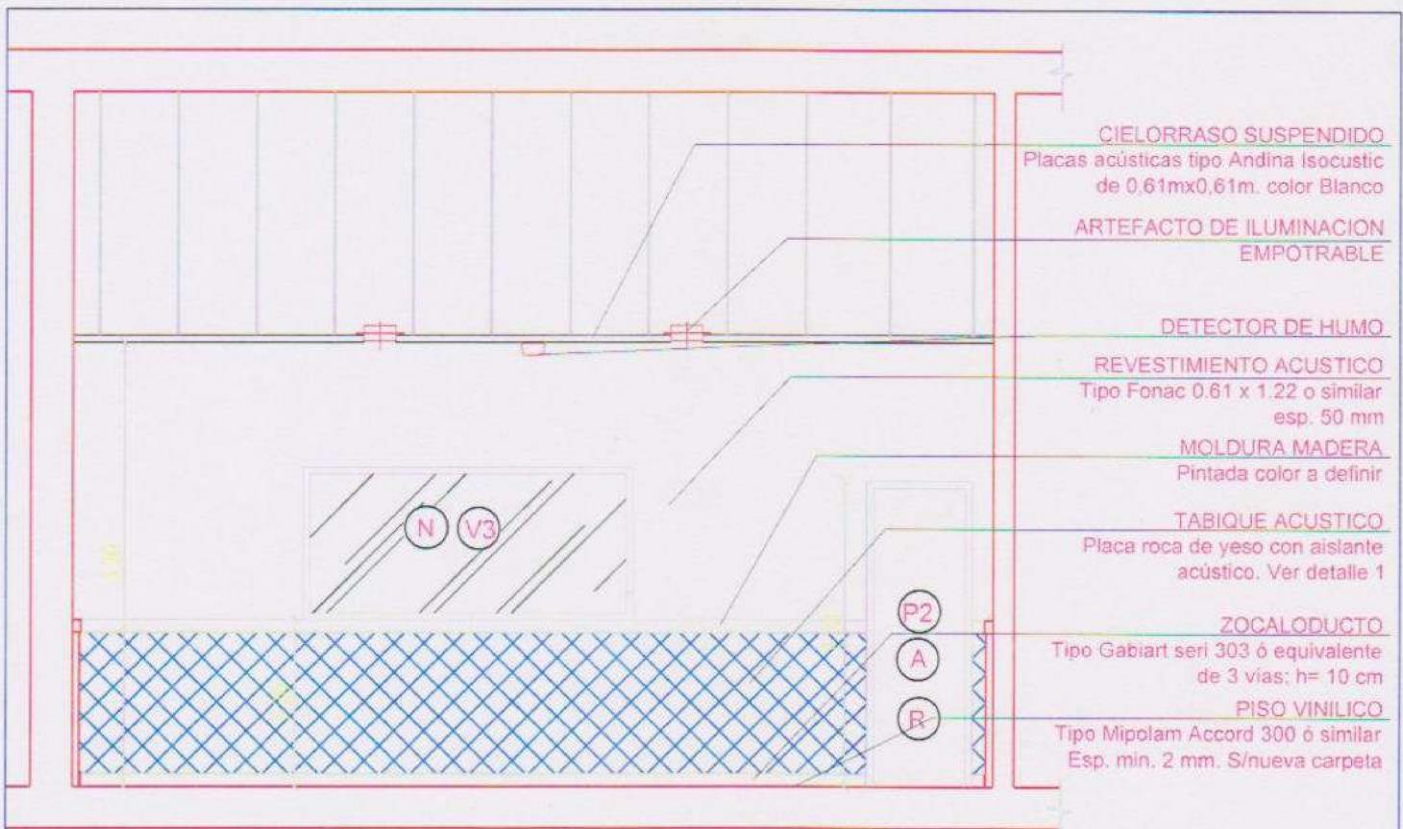 CIELORRASO SUSPENDIDO
Placas acústicas tipo Andina Isocustic
de 0,61mx0,61m. color Blanco
ARTEFACTO DE ILUMINACION
EMPOTRABLE
DETECTOR DE HUMO
REVESTIMIENTO ACUSTICO
Tipo Fonac 0.61 x 1.22 o similar
esp. 50 mm
MOLDURA MADERA
Pintada color a definir
TABIQUE ACUSTICO
Placa roca de yeso con aislante
acústico. Ver detalle 1
ZOCALODUCTO
Tipo Gabiart seri 303 ó equivalente
de 3 vias; h= 10 cm
PISO VINILICO
Tipo Mipolam Accord 300 ó similar
Esp. min. 2 mm. S/nueva carpeta
N V3
P2
A
R